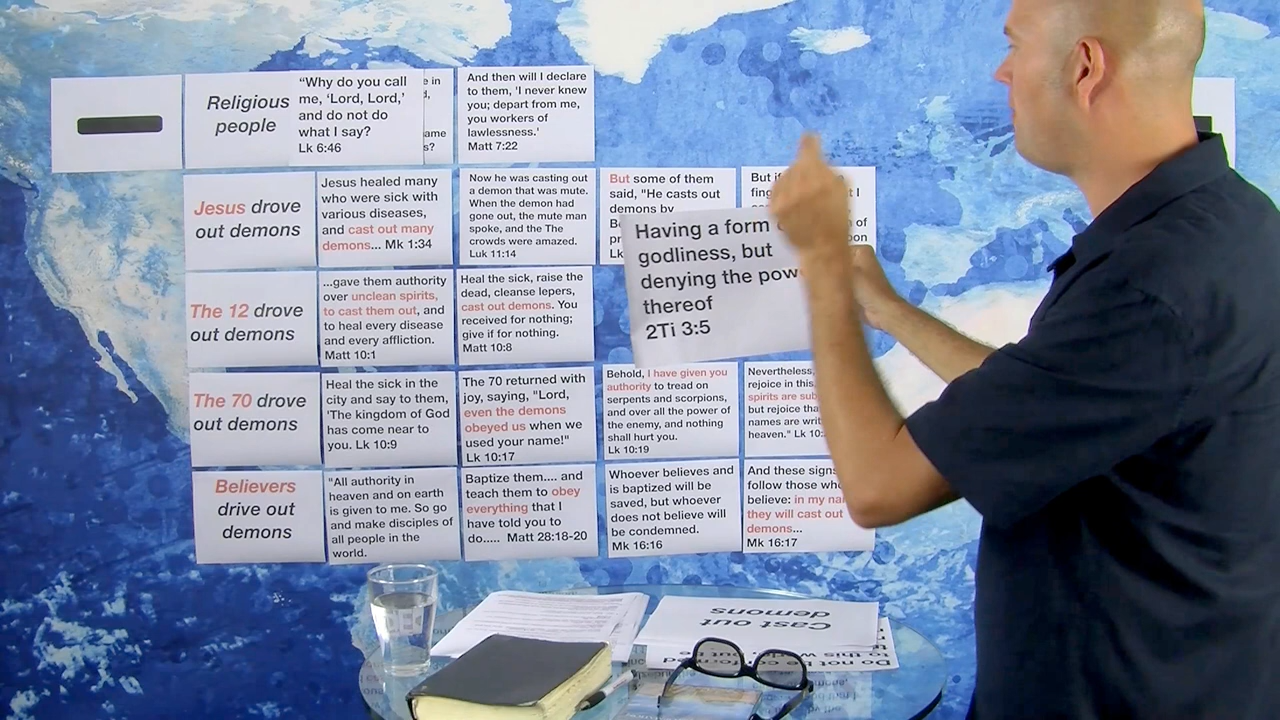 Religious
people
“Why do you call
me, ‘Lord, Lord,’
and do not do
what I say?
Lk 6:46
And then will I declare
to them, 'I never knew
you; depart from me,
you workers of
lawlessness.'
Matt 7:22
Jesus drove
out demons
Jesus healed many
who were sick with
various diseases,
and cast out many
demons... Mk 1:34
Now he was casting out
a demon that was mute.
When the demon had
gone out, the mute man
spoke, and the The
crowds were amazed.
Luk 11:14
But some of them
said, "He casts out
demons by
But
Having a form
godliness, but
denying the
thereof
2Ti 3:5
The 12 drove
out demons
...gave them authority
over unclean spirits,
to cast them out, and
to heal every disease
and every affliction.
Matt 10:1
Heal the sick, raise the
dead, cleanse lepers,
cast out demons. You
received for nothing;
give if for nothing.
Matt 10:8
The 70 drove
out demons
Heal the sick in the
city and say to them,
'The kingdom of God
has come near to
you. Lk 10:9
The 70 returned with
joy, saying, "Lord,
even the demons
obeyed us when we
used your name!"
Lk 10:17
Behold, I have given you
authority to tread on
serpents and scorpions,
and over all the power of
the enemy, and nothing
shall hurt you.
Lk 10:19
Nevertheless,
rejoice in this,
spirits are
but rejoice
names are
heaven." Lk
Believers
drive out
demons
"All authority in
heaven and on earth
is given to me. So go
and make disciples of
all people in the
world.
Baptize them.... and
teach them to obey
everything that I
have told you to
do..... Matt 28:18-20
Whoever believes and
is baptized will be
saved, but whoever
does not believe will
be condemned.
Mk 16:16
And these
follow those
believe: in my
they will cast out
demons...
Mk 16:17
Cast out
demons